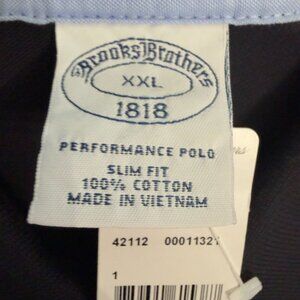 Brooks Brothers
XXL
1818
PERFORMANCE POLO
SLIM FIT
100% COTTON
MADE IN VIETNAM
42112 00011321
1